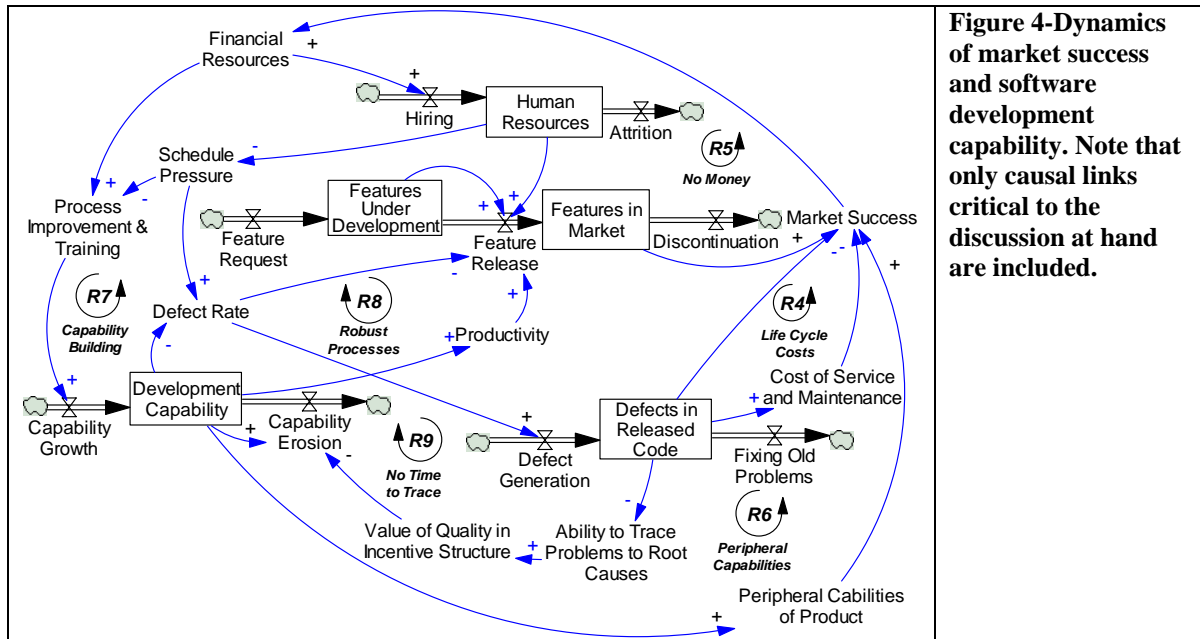 Financial
Resources
+
+
Hiring
Human
Resources
Attrition
R5
No Money
Schedule
Pressure
-
+
-
Process
Improvement &
Training
Features
Under
Development
Feature
Request
+
+
Feature
Release
Features in
Market
Discontinuation
+
Market Success
-
-
+
R7
Capability
Building
+
Defect Rate
-
R8
Robust
Processes
-
+
+
Productivity
R4
Life Cycle
Costs
Cost of Service
and Maintenance
+
+
Capability
Growth
Development
Capability
+
Capability
Erosion
-
R9
No Time
to Trace
+
Defect
Generation
Defects in
Released
Code
Fixing Old
Problems
-
R6
Peripheral
Capabilities
Value of Quality in
Incentive Structure
+
Ability to Trace
Problems to Root
Causes
+
Peripheral Cabilities
of Product
Figure 4-Dynamics
of market success
and software
development
capability. Note that
only causal links
critical to the
discussion at hand
are included.